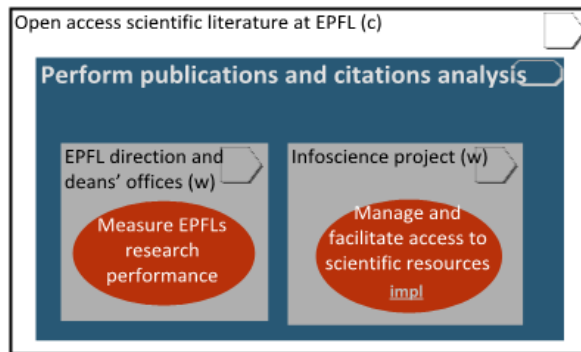 Open access scientific literature at EPFL (c)
Perform publications and citations analysis
EPFL direction and
deans' offices (w)
Measure EPFLs
research
performance
Infoscience project (w)
Manage and
facilitate access to
scientific resources
impl